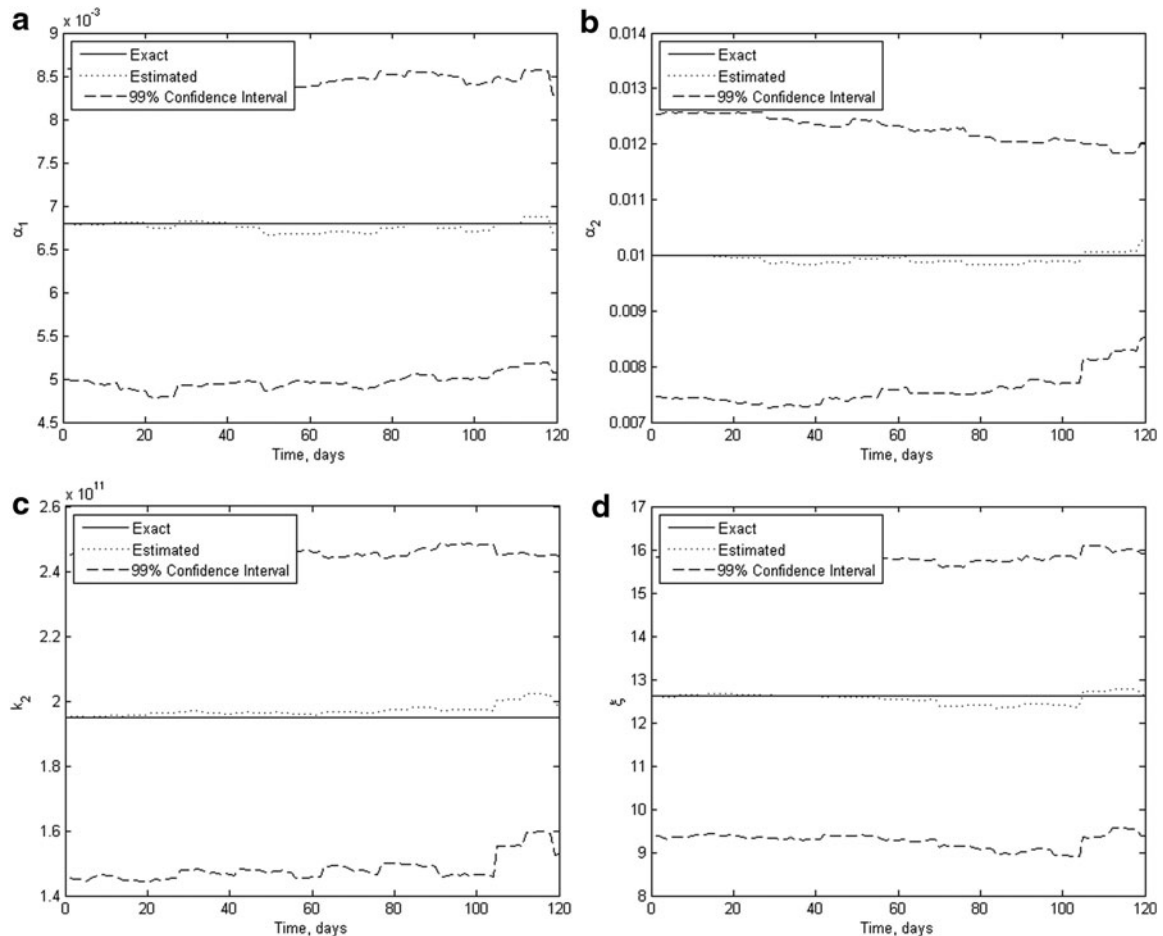 a
x 10⁻³
9
8.5
8
7.5
7
6.5
6
5.5
5
4.5
α₁
Exact
Estimated
99% Confidence Interval
0 20 40 60 80 100 120
Time, days
b
0.014
0.013
0.012
0.011
0.01
0.009
0.008
0.007
α₂
Exact
Estimated
99% Confidence Interval
0 20 40 60 80 100 120
Time, days
c
x 10¹¹
2.6
2.4
2.2
2
1.8
1.6
1.4
k₂
Exact
Estimated
99% Confidence Interval
0 20 40 60 80 100 120
Time, days
d
17
16
15
14
13
12
11
10
9
8
ξ
Exact
Estimated
99% Confidence Interval
0 20 40 60 80 100 120
Time, days